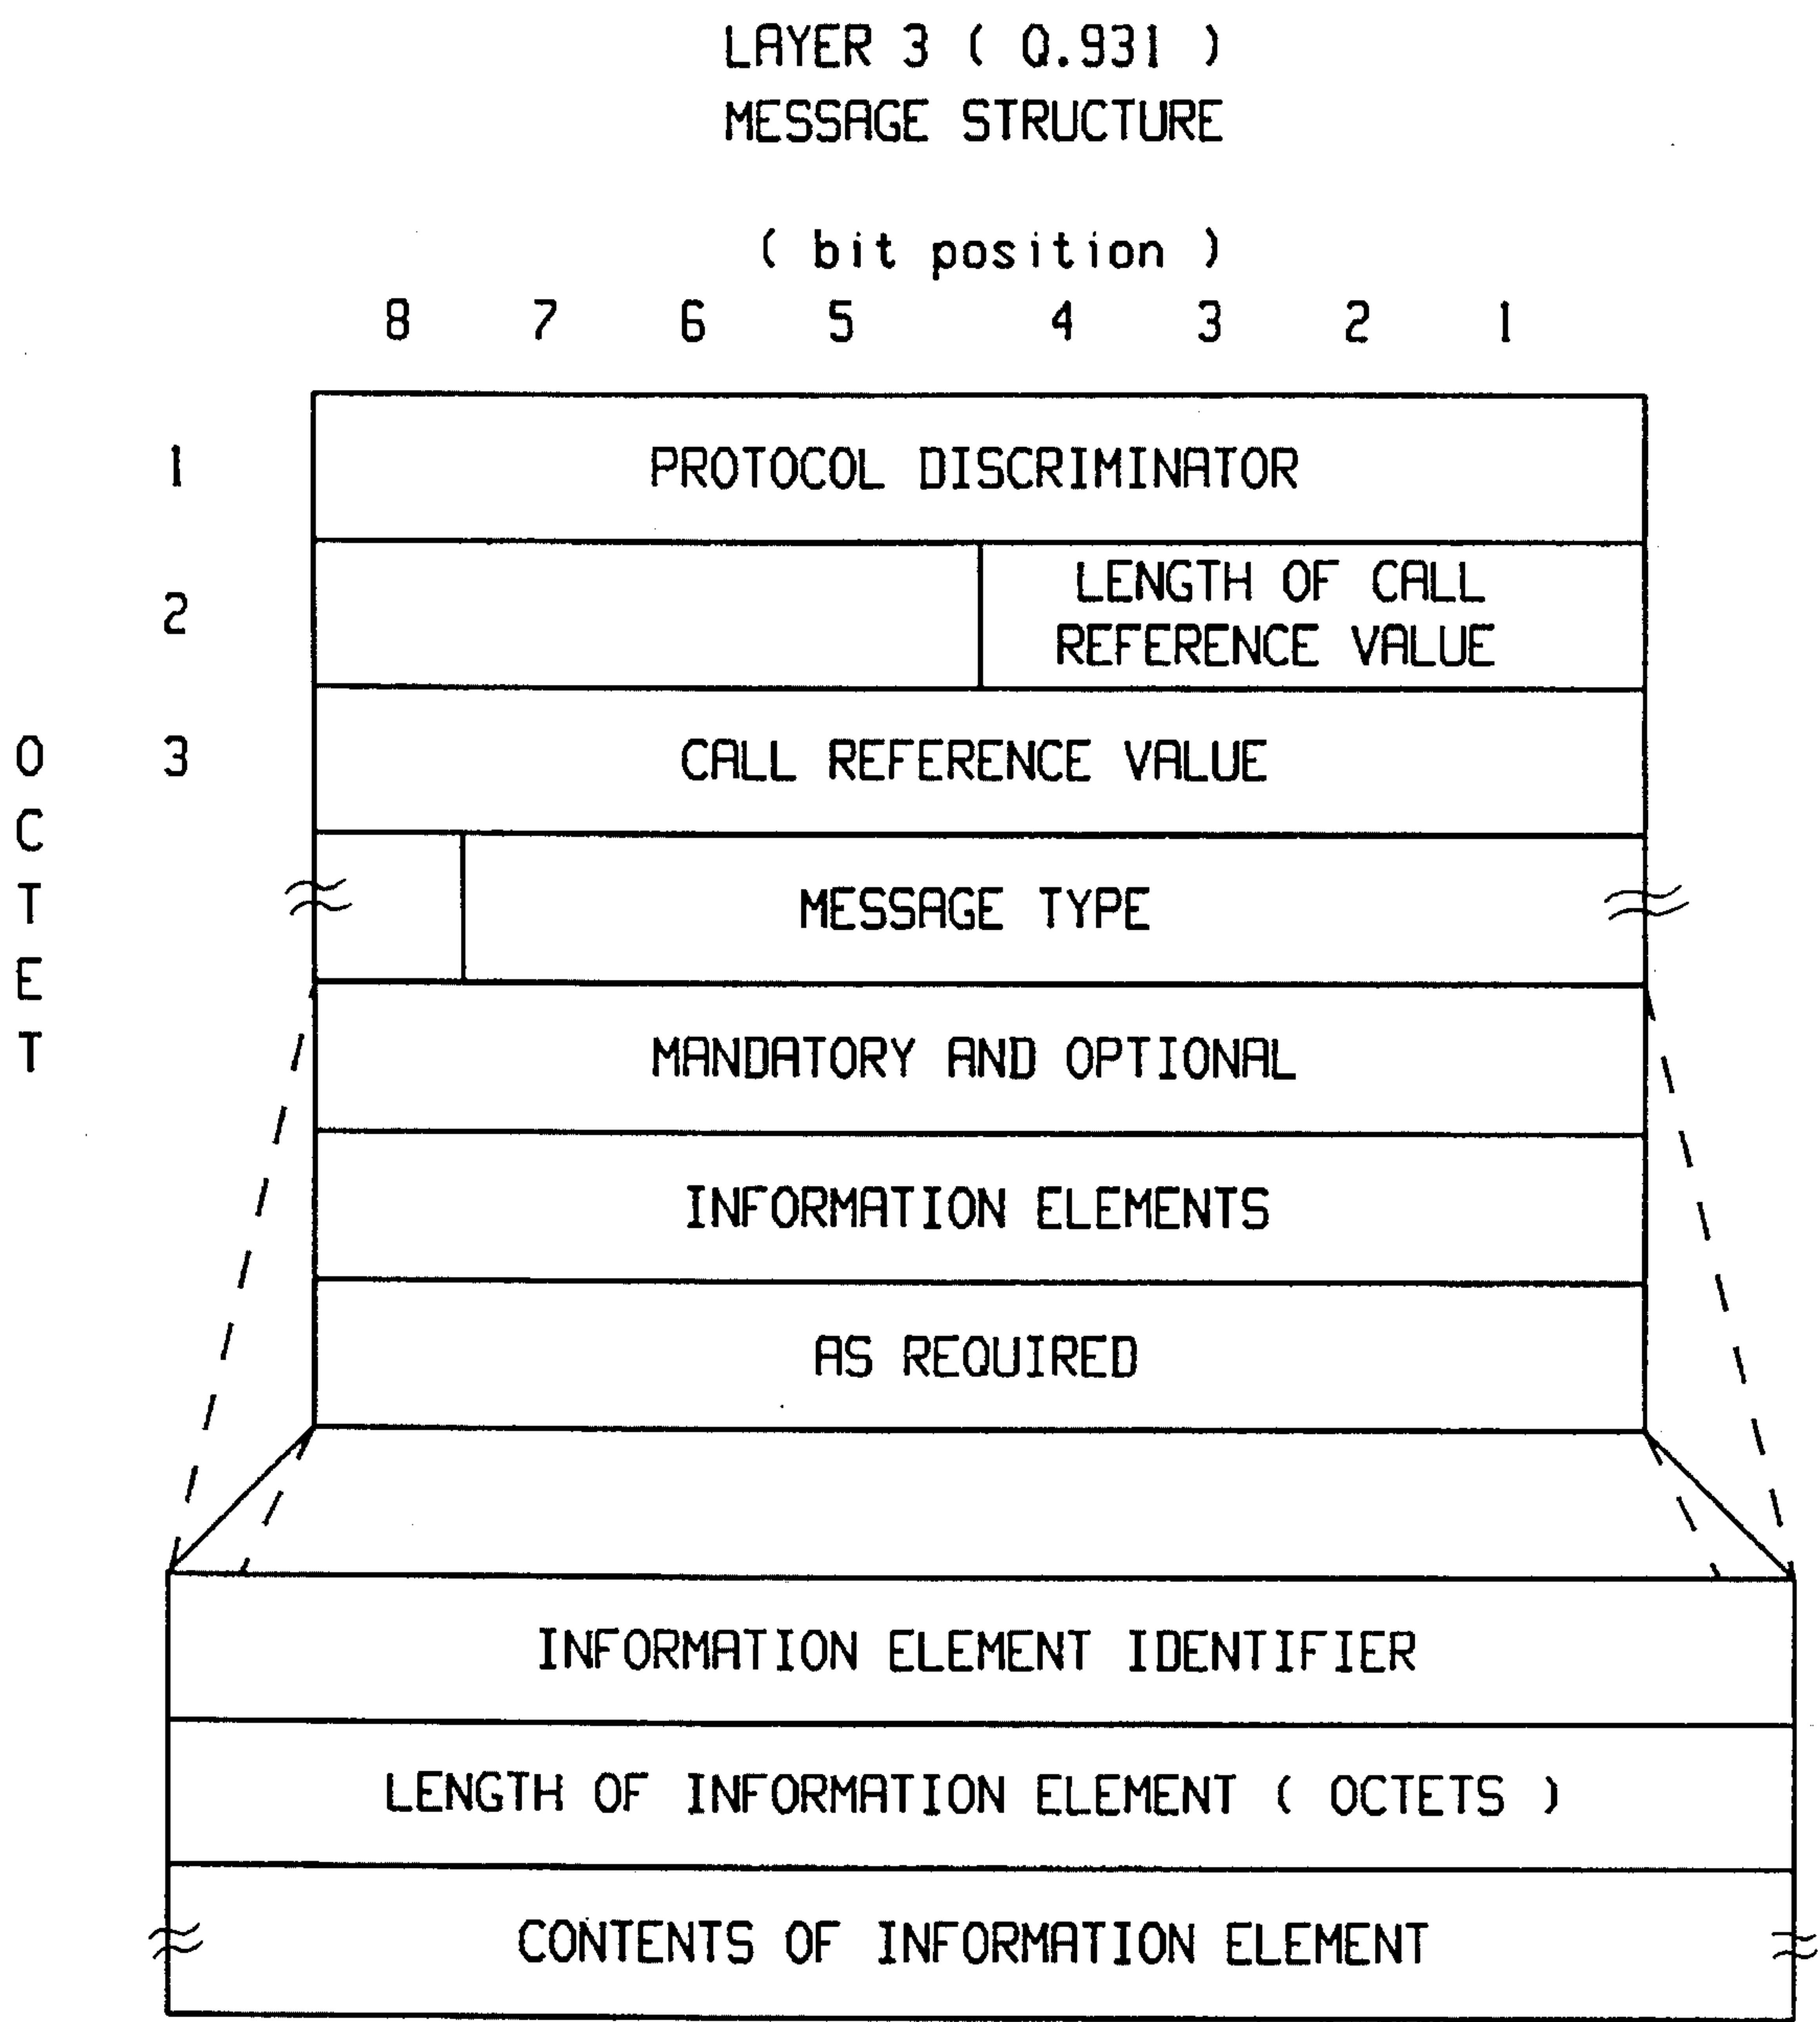 LAYER 3 ( Q.931 )
MESSAGE STRUCTURE
( bit position )
8 7 6 5 4 3 2 1
1 PROTOCOL DISCRIMINATOR
2 LENGTH OF CALL
REFERENCE VALUE
3 CALL REFERENCE VALUE
OCTET
MESSAGE TYPE
MANDATORY AND OPTIONAL
INFORMATION ELEMENTS
AS REQUIRED
INFORMATION ELEMENT IDENTIFIER
LENGTH OF INFORMATION ELEMENT ( OCTETS )
CONTENTS OF INFORMATION ELEMENT